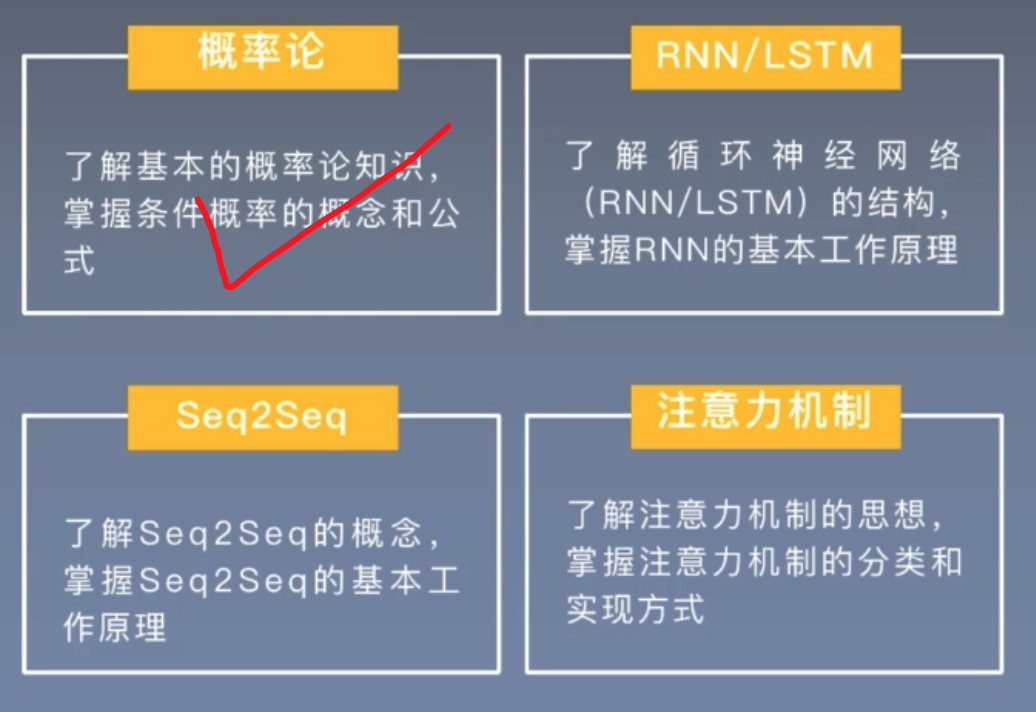 概率论
了解基本的概率论知识，
掌握条件概率的概念和公
式
RNN/LSTM
了解循环神经网络
（RNN/LSTM）的结构，
掌握RNN的基本工作原理
Seq2Seq
了解Seq2Seq的概念，
掌握Seq2Seq的基本工
作原理
注意力机制
了解注意力机制的思想，
掌握注意力机制的分类和
实现方式